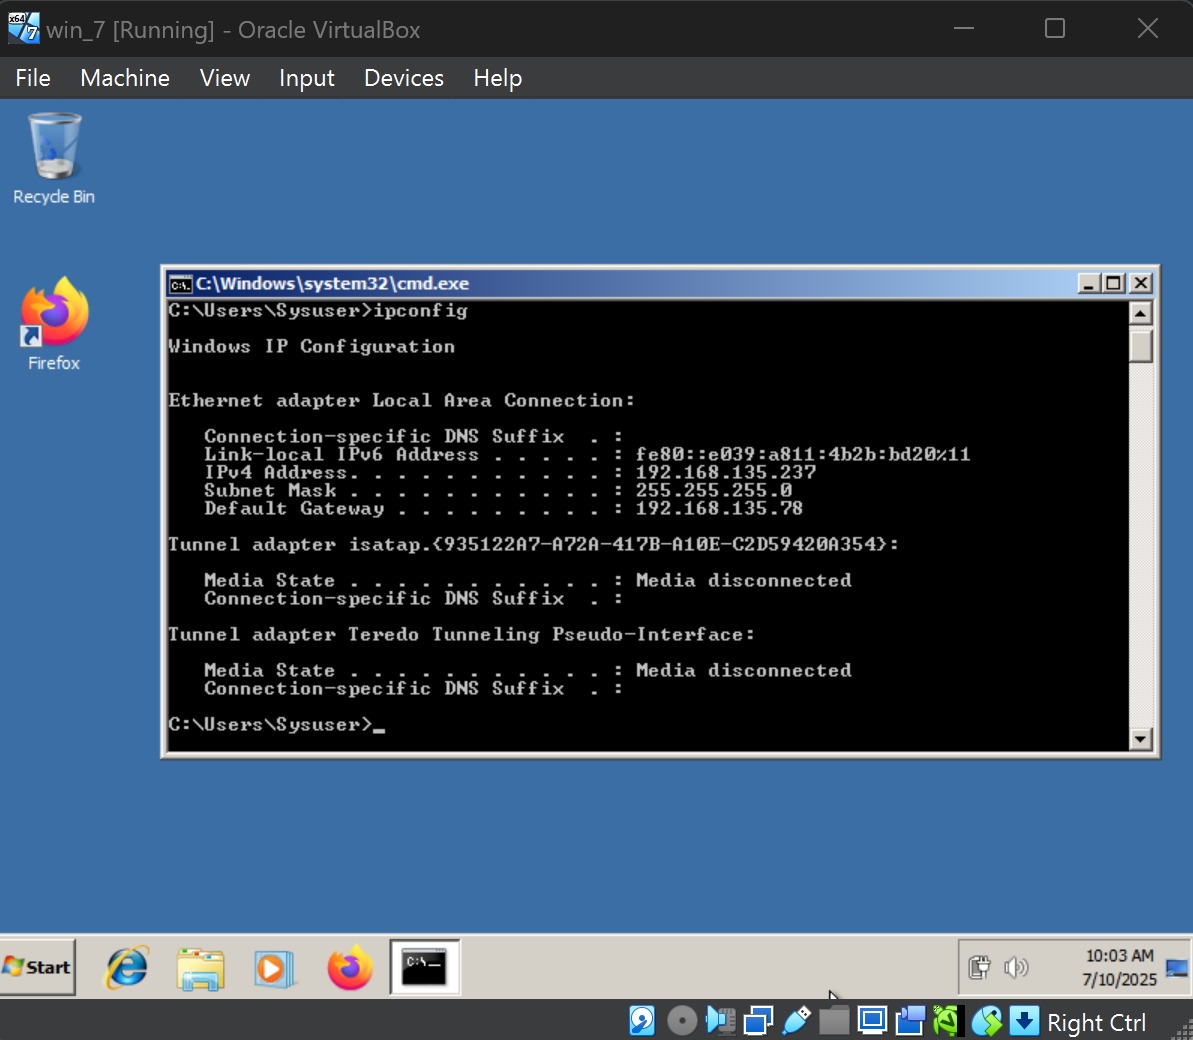 win_7 [Running] - Oracle VirtualBox
File Machine View Input Devices Help
Recycle Bin
Firefox
C:\Windows\system32\cmd.exe
C:\Users\Sysuser>ipconfig
Windows IP Configuration
Ethernet adapter Local Area Connection:
Connection-specific DNS Suffix . :
Link-local IPv6 Address . . . . . : fe80::e039:a811:4b2b:bd20%11
IPv4 Address. . . . . . . . . . . : 192.168.135.237
Subnet Mask . . . . . . . . . . . : 255.255.255.0
Default Gateway . . . . . . . . . : 192.168.135.78
Tunnel adapter isatap.{935122A7-A72A-417B-A10E-C2D59420A354}:
Media State . . . . . . . . . . . : Media disconnected
Connection-specific DNS Suffix . :
Tunnel adapter Teredo Tunneling Pseudo-Interface:
Media State . . . . . . . . . . . : Media disconnected
Connection-specific DNS Suffix . :
C:\Users\Sysuser>_
Start
10:03 AM
7/10/2025
Right Ctrl